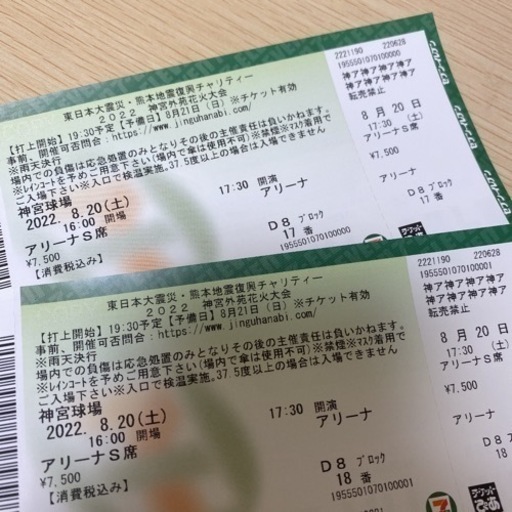 東日本大震災・熊本地震復興チャリティー
2022 神宮外苑花火大会
【打上開始】19:30予定【予備日】8月21日(日)※チケット有効
事前、開催可否問合:https://www.jinguhanabi.com/
※雨天決行
場内での負傷は応急処置のみとなりその後の主催責任は負いかねます。
※レインコートを予めご用意下さい(場内で傘は使用不可)※禁煙※マスク着用で
ご入場下さい※入口で検温実施。37.5度以上の場合は入場できません
神宮球場
2022. 8.20(土)
16:00 開場
17:30 開演
アリーナS席
アリーナ
¥7,500
D8 ブロック
17 番
【消費税込み】
1955501070100001
2221190 220628
1955501070100001
神ア神ア神ア神ア
神ア神ア神ア神ア
転売禁止
8月20日
17:30
アリーナS席
¥7,500
アリーナ
D8 ブロック
17 番
1955501070100001
東日本大震災・熊本地震復興チャリティー
2022 神宮外苑花火大会
【打上開始】19:30予定【予備日】8月21日(日)※チケット有効
事前、開催可否問合:https://www.jinguhanabi.com/
※雨天決行
場内での負傷は応急処置のみとなりその後の主催責任は負いかねます。
※レインコートを予めご用意下さい(場内で傘は使用不可)※禁煙※マスク着用で
ご入場下さい※入口で検温実施。37.5度以上の場合は入場できません
神宮球場
2022. 8.20(土)
16:00 開場
17:30 開演
アリーナS席
アリーナ
¥7,500
D8 ブロック
18 番
【消費税込み】
1955501070100001
2221190 220628
1955501070100001
神ア神ア神ア神ア
神ア神ア神ア神ア
転売禁止
8月20日
17:30
アリーナS席
¥7,500
アリーナ
D8 ブロック
18 番